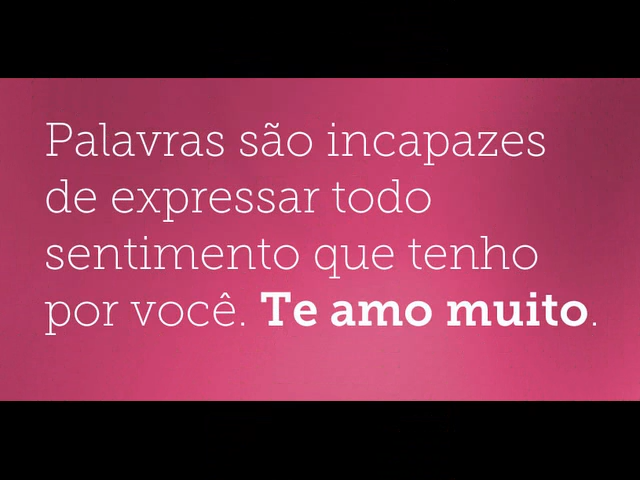 Palavras são incapazes
de expressar todo
sentimento que tenho
por você. Te amo muito.